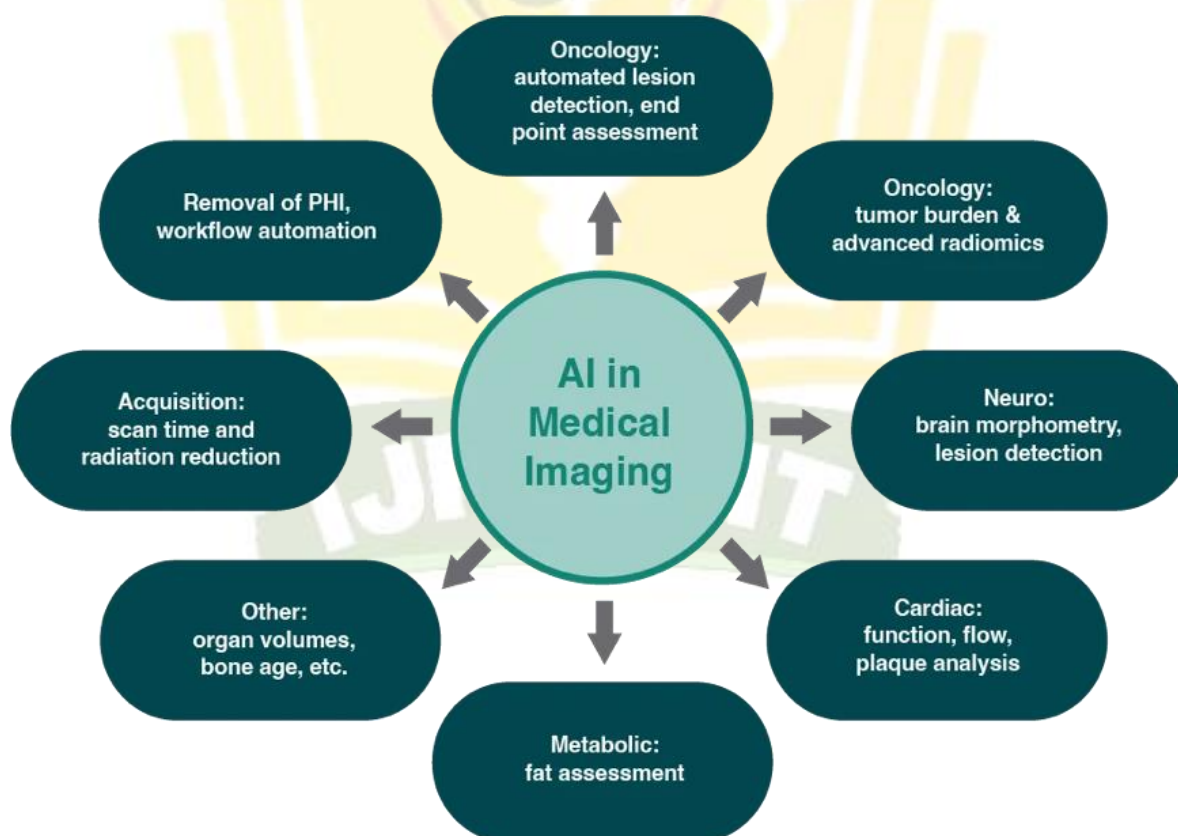 Oncology:
automated lesion
detection, end
point assessment
Removal of PHI,
workflow automation
Oncology:
tumor burden &
advanced radiomics
AI in
Medical
Imaging
Acquisition:
scan time and
radiation reduction
Neuro:
brain morphometry,
lesion detection
Other:
organ volumes,
bone age, etc.
Cardiac:
function, flow,
plaque analysis
Metabolic:
fat assessment